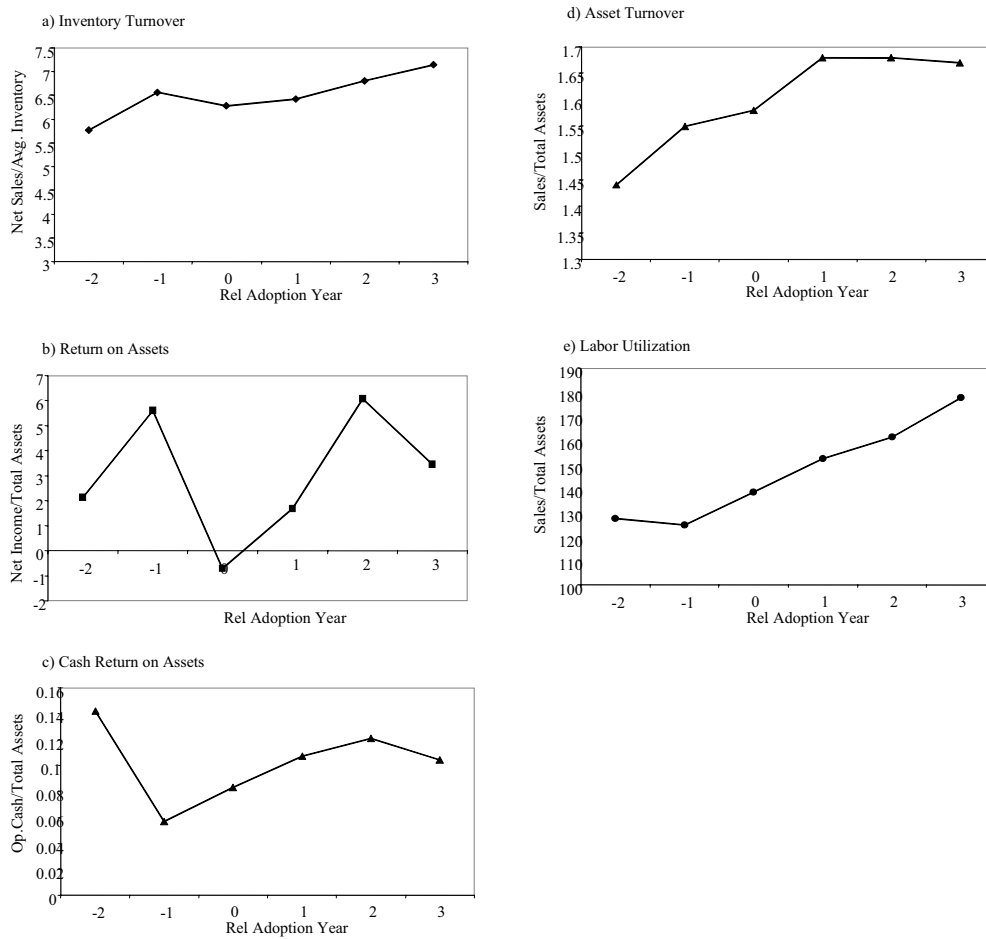 a) Inventory Turnover
7.5
7
6.5
6
5.5
5
4.5
4
3.5
3
Net Sales/Avg. Inventory
-2 -1 0 1 2 3
Rel Adoption Year
b) Return on Assets
7
6
5
4
3
2
1
0
-1
-2
Net Income/Total Assets
-2 -1 0 1 2 3
Rel Adoption Year
c) Cash Return on Assets
0.16
0.14
0.12
0.1
0.08
0.06
0.04
0.02
0
Op.Cash/Total Assets
-2 -1 0 1 2 3
Rel Adoption Year
d) Asset Turnover
1.7
1.65
1.6
1.55
1.5
1.45
1.4
1.35
1.3
Sales/Total Assets
-2 -1 0 1 2 3
Rel Adoption Year
e) Labor Utilization
190
180
170
160
150
140
130
120
110
100
Sales/Total Assets
-2 -1 0 1 2 3
Rel Adoption Year